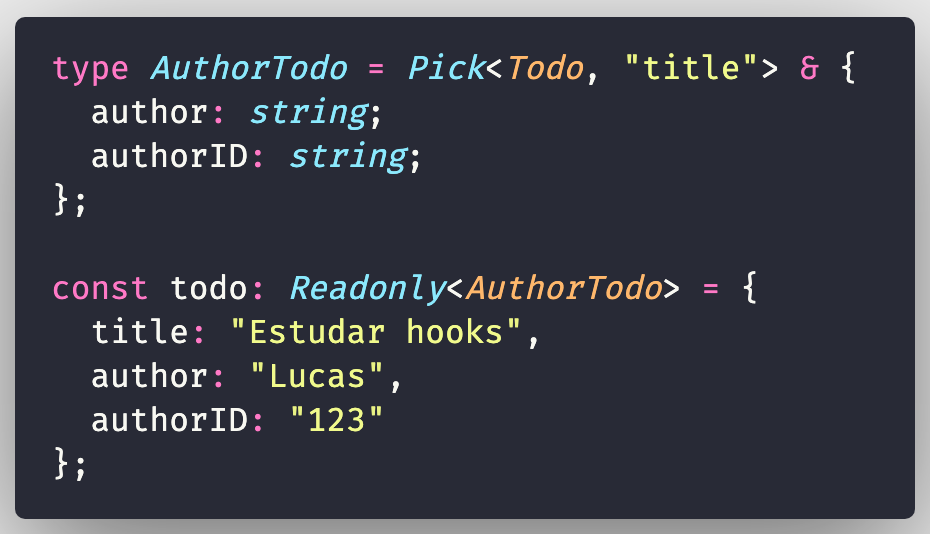 type AuthorTodo = Pick<Todo, "title"> & {
  author: string;
  authorID: string;
};

const todo: Readonly<AuthorTodo> = {
  title: "Estudar hooks",
  author: "Lucas",
  authorID: "123"
};